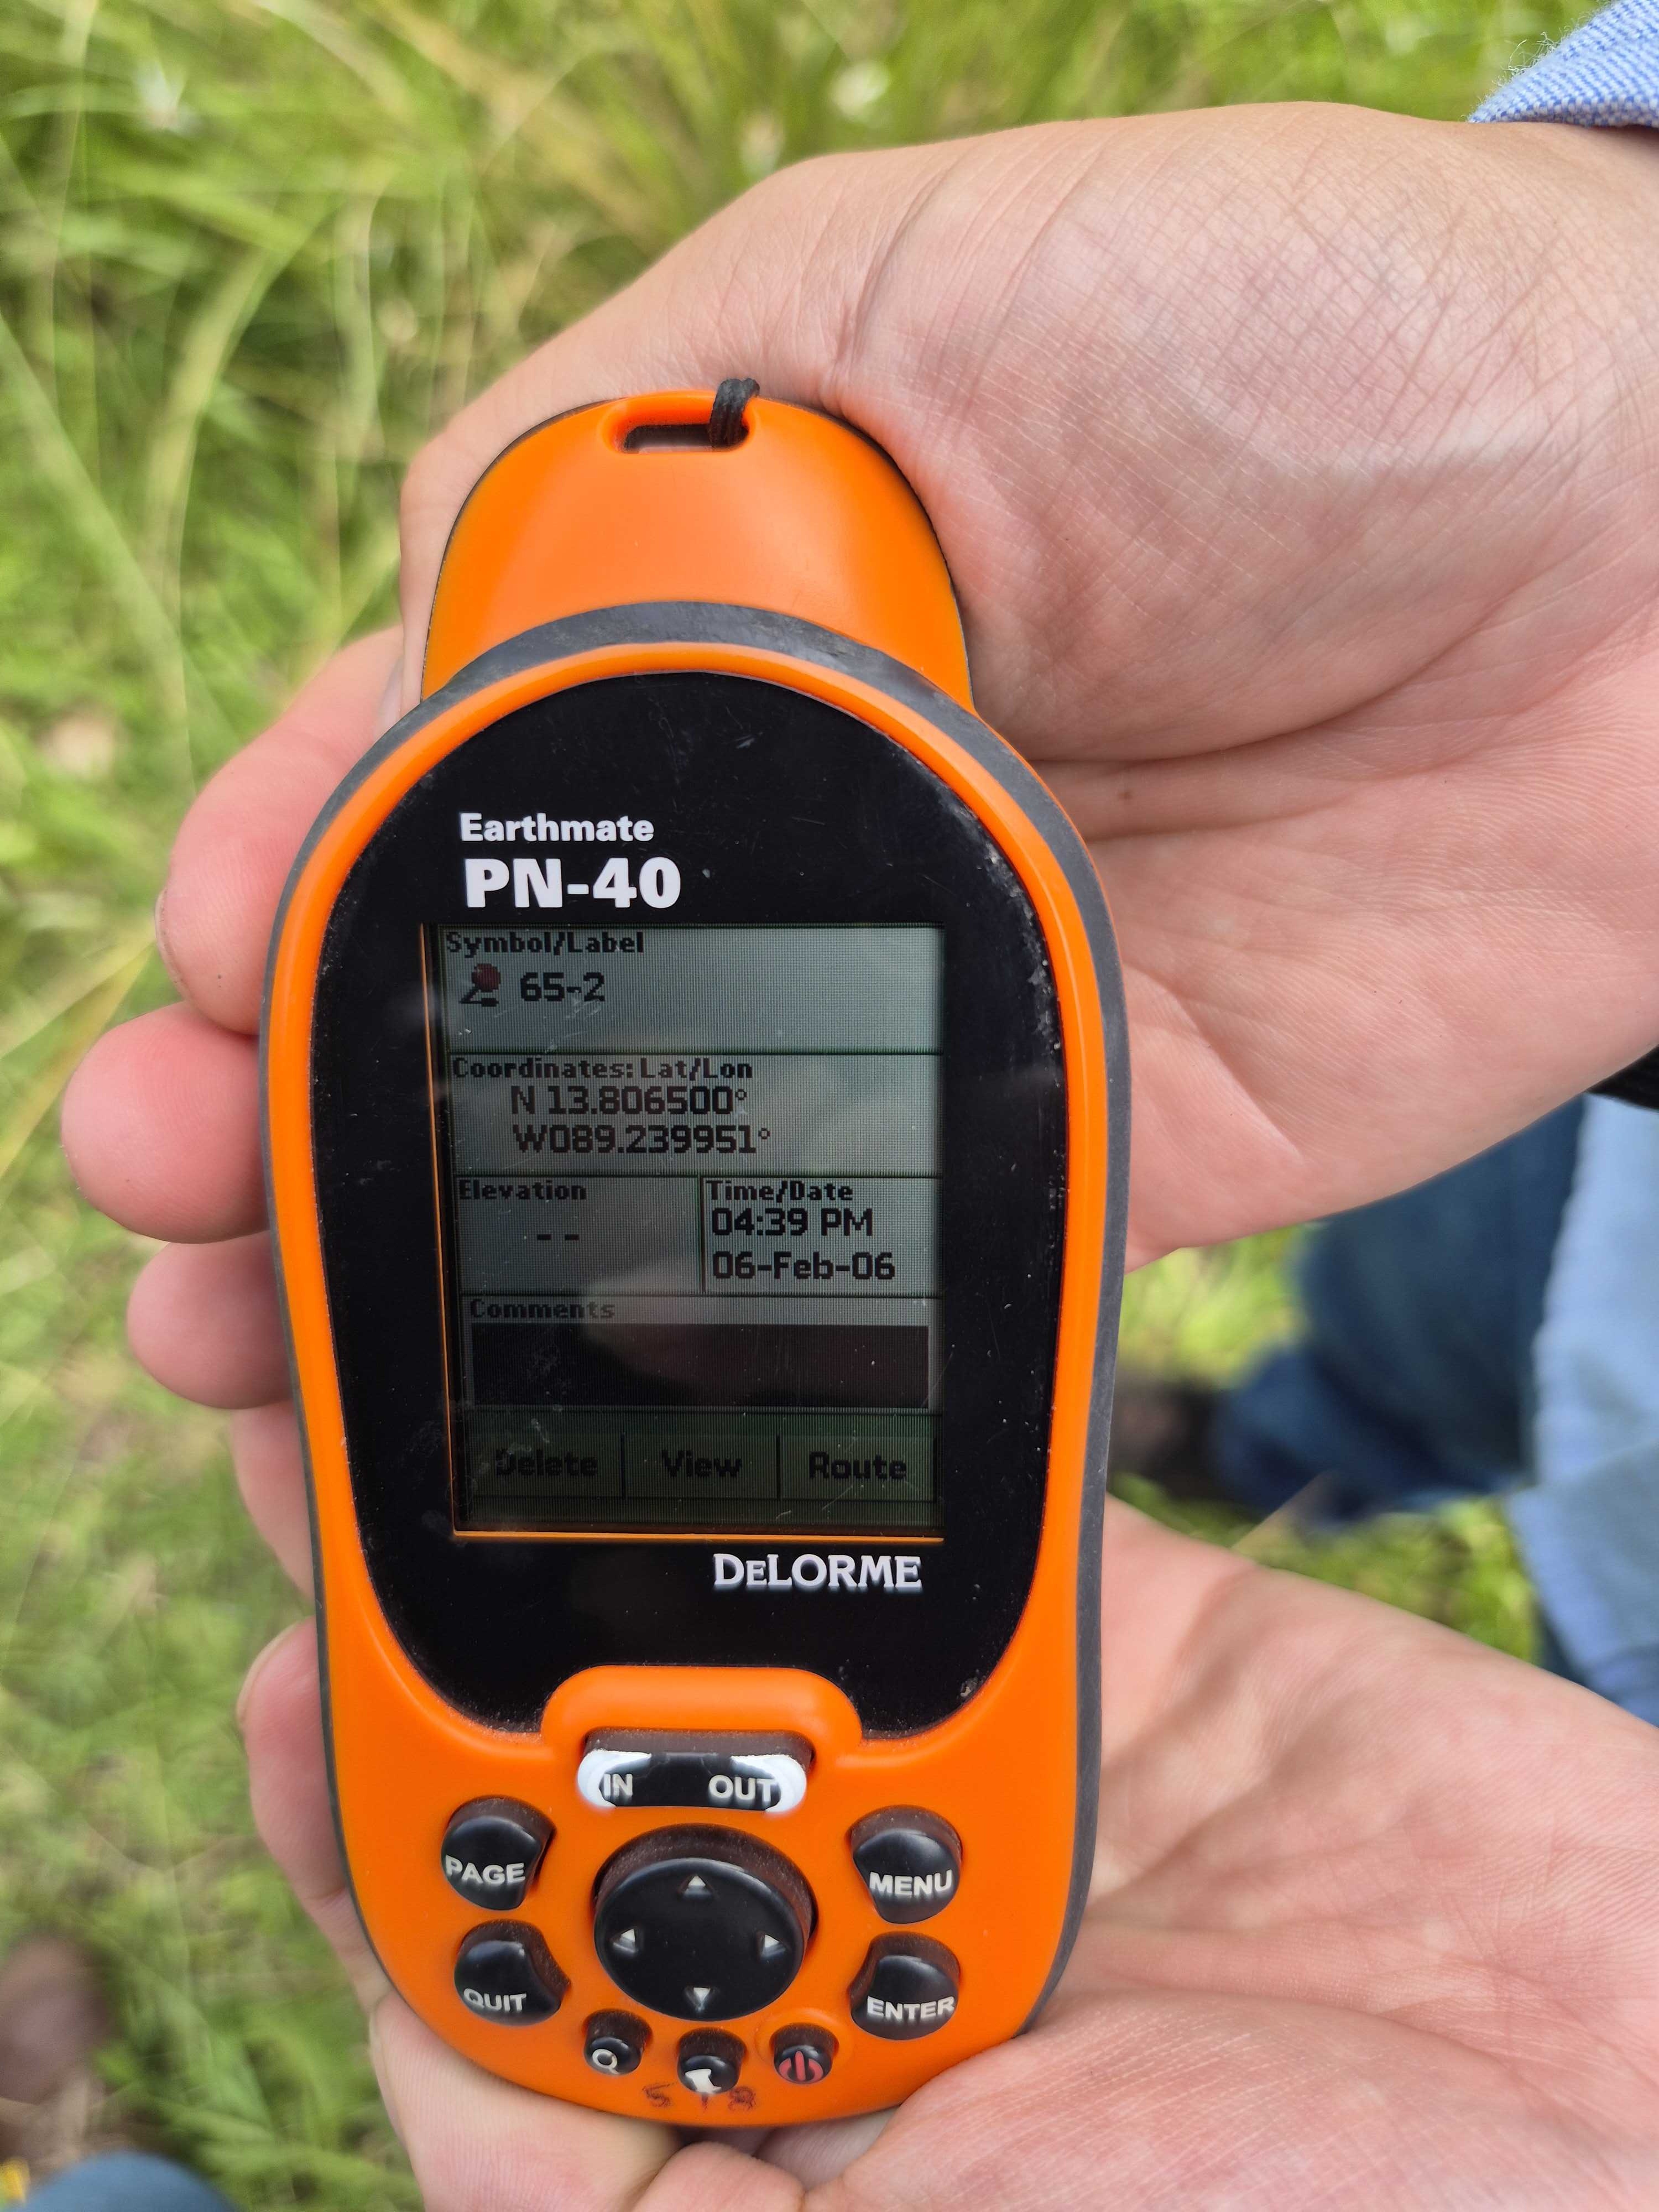 Earthmate
PN-40
Symbol/Label
65-2
Coordinates: Lat/Lon
N 13.806500°
W089.239951°
Elevation
--
Time/Date
04:39 PM
06-Feb-06
Comments
Delete View Route
DELORME
IN OUT
PAGE MENU
QUIT ENTER
Q
518